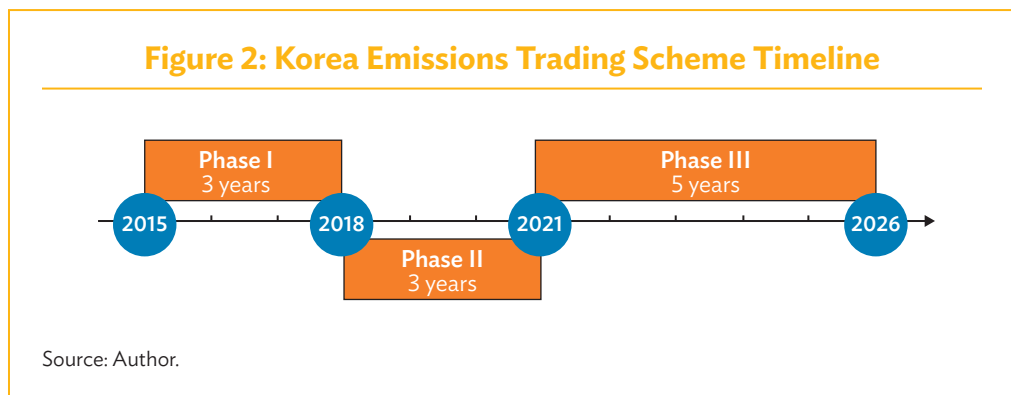 Figure 2: Korea Emissions Trading Scheme Timeline
Phase I
3 years
Phase III
5 years
2015
2018
2021
2026
Phase II
3 years
Source: Author.